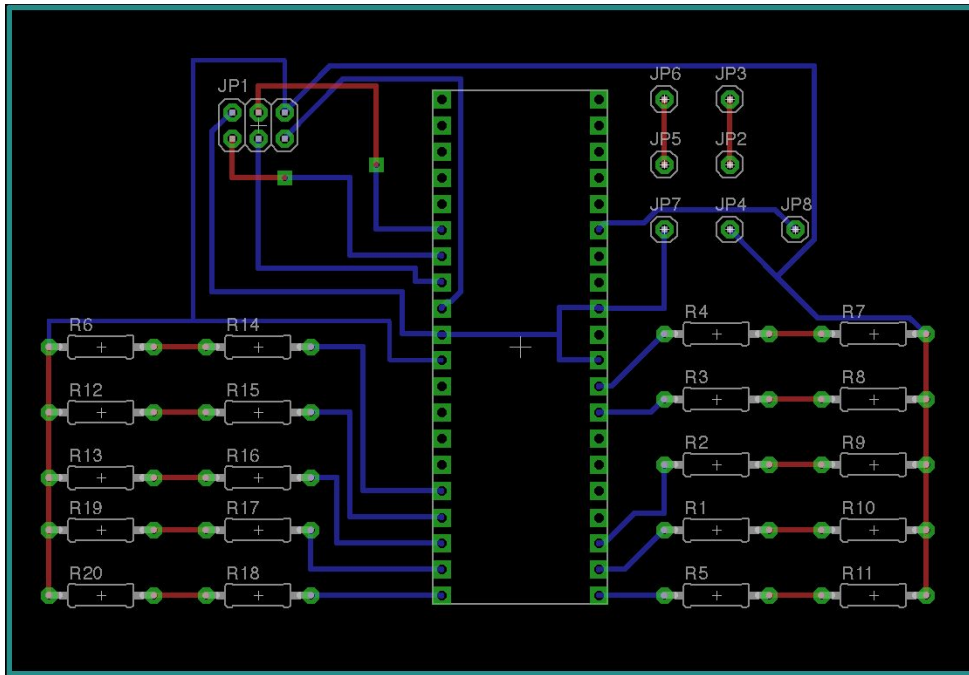 JP6 JP3
JP1
JP5 JP2
JP7 JP4 JP8
R6 R14 R4 R7
R12 R15 R3 R8
R13 R16 R2 R9
R19 R17 R1 R10
R20 R18 R5 R11